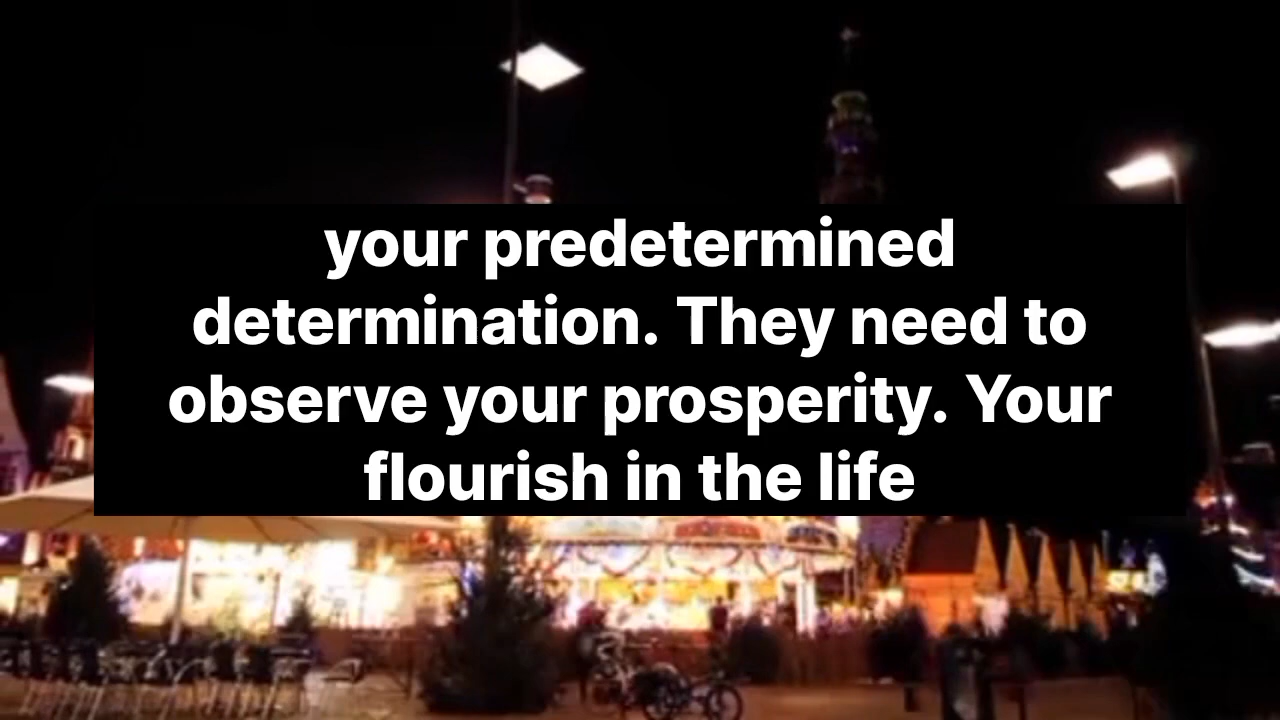 your predetermined
determination. They need to
observe your prosperity. Your
flourish in the life